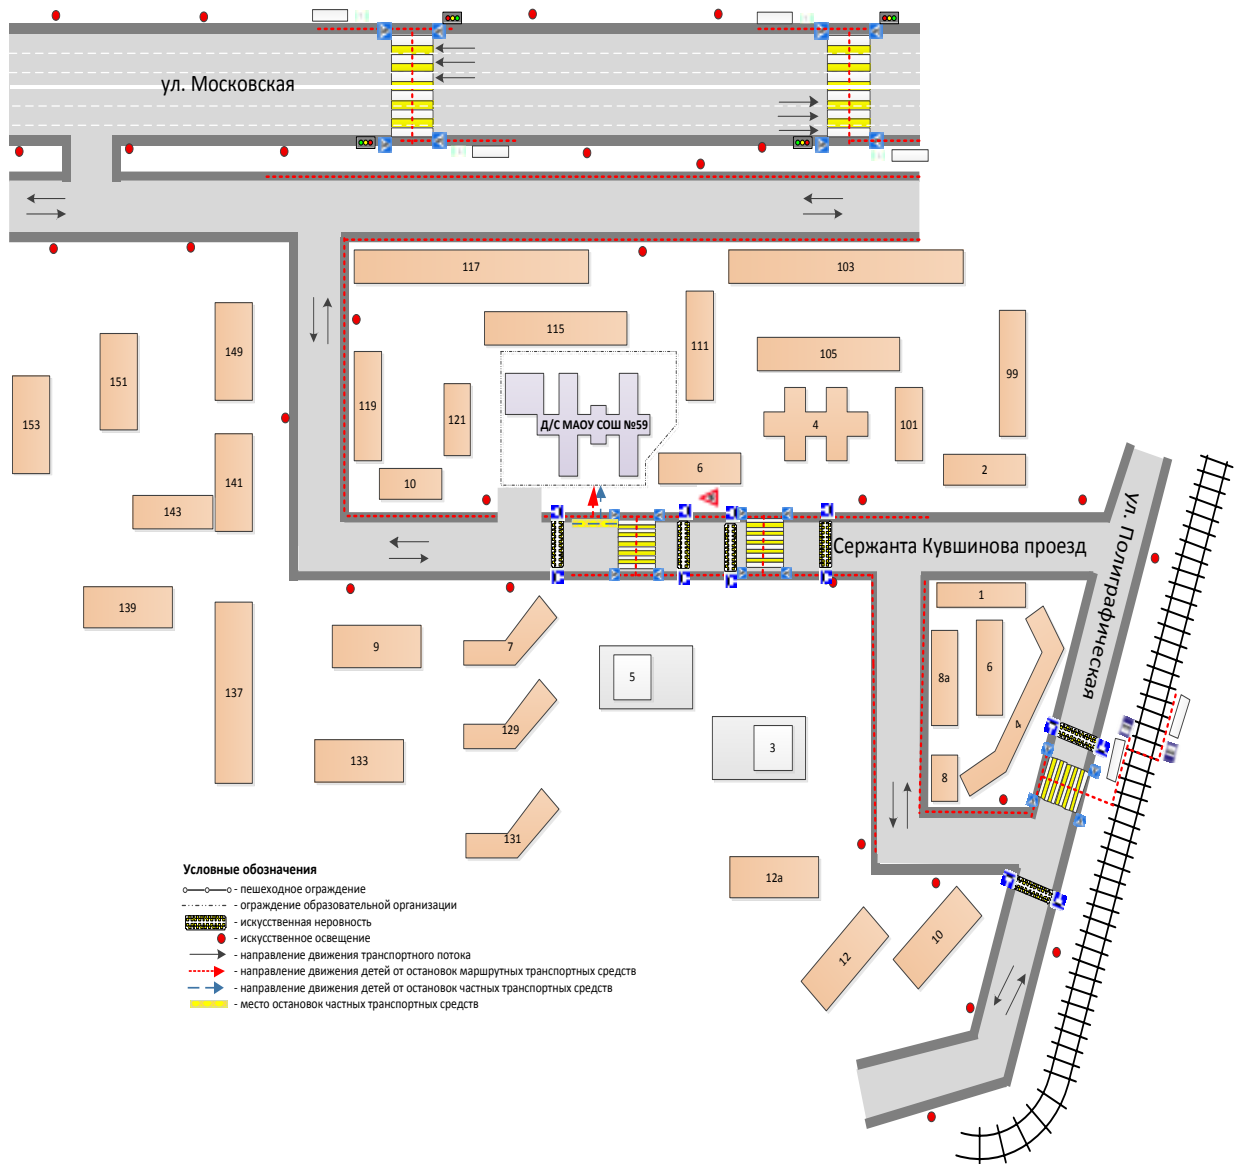 ул. Московская
117
103
115
111
105
99
149
151
153
119
121
Д/С МАОУ СОШ №59
4
101
141
10
6
2
143
Сержанта Кувшинова проезд
ул. Полиграфическая
139
137
9
7
5
1
8а
6
4
129
3
133
8
131
12а
12
10
Условные обозначения
- пешеходное ограждение
- ограждение образовательной организации
- искусственная неровность
- искусственное освещение
- направление движения транспортного потока
- направление движения детей от остановок маршрутных транспортных средств
- направление движения детей от остановок частных транспортных средств
- место остановок частных транспортных средств